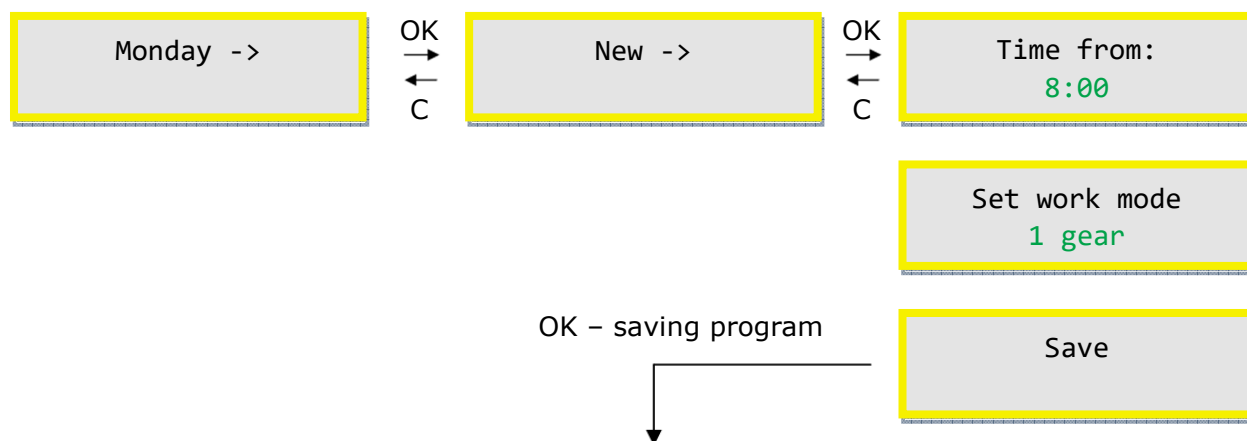 Monday ->
OK
C
New ->
OK
C
Time from:
8:00
Set work mode
1 gear
OK – saving program
Save